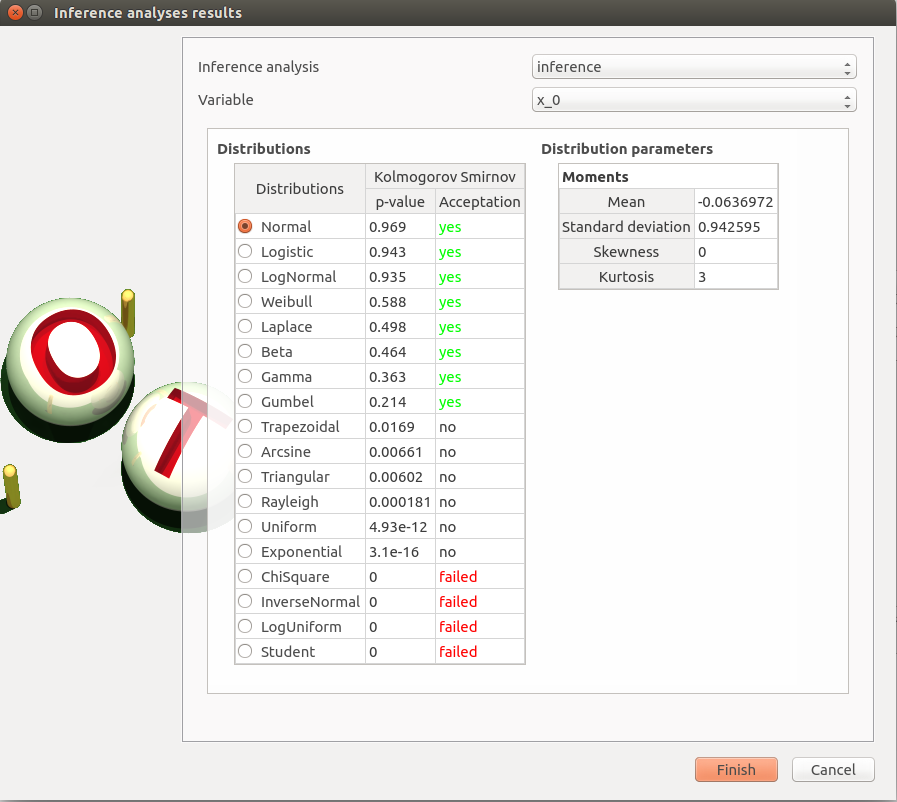 Inference analyses results
Inference analysis inference
Variable x_0
Distributions
Distributions Kolmogorov Smirnov
p-value Acceptation
Normal 0.969 yes
Logistic 0.943 yes
LogNormal 0.935 yes
Weibull 0.588 yes
Laplace 0.498 yes
Beta 0.464 yes
Gamma 0.363 yes
Gumbel 0.214 yes
Trapezoidal 0.0169 no
Arcsine 0.00661 no
Triangular 0.00602 no
Rayleigh 0.000181 no
Uniform 4.93e-12 no
Exponential 3.1e-16 no
ChiSquare 0 failed
InverseNormal 0 failed
LogUniform 0 failed
Student 0 failed
Distribution parameters
Moments
Mean -0.0636972
Standard deviation 0.942595
Skewness 0
Kurtosis 3
O
T
Finish Cancel